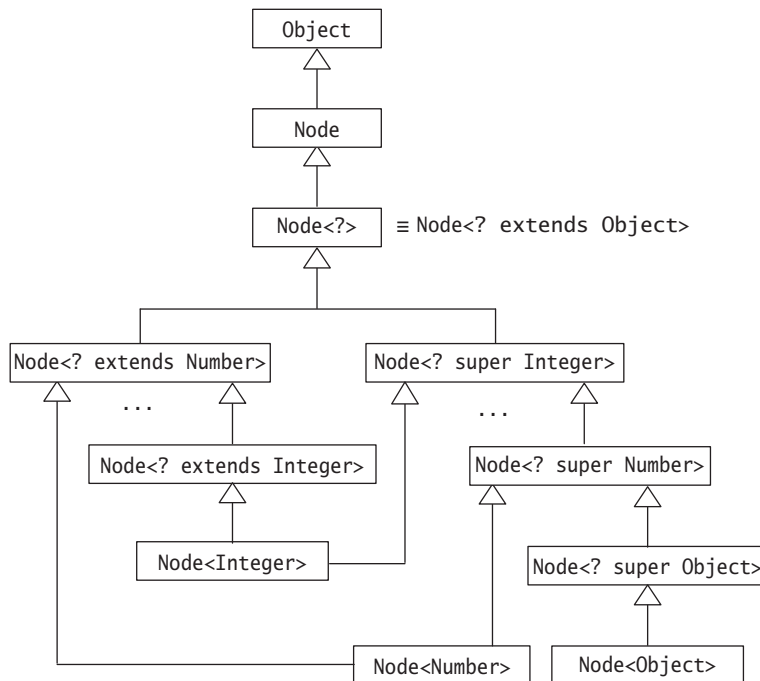 Object
Node
Node<?>
≡ Node<? extends Object>
Node<? extends Number>
Node<? super Integer>
...
...
Node<? extends Integer>
Node<? super Number>
Node<Integer>
Node<? super Object>
Node<Number>
Node<Object>